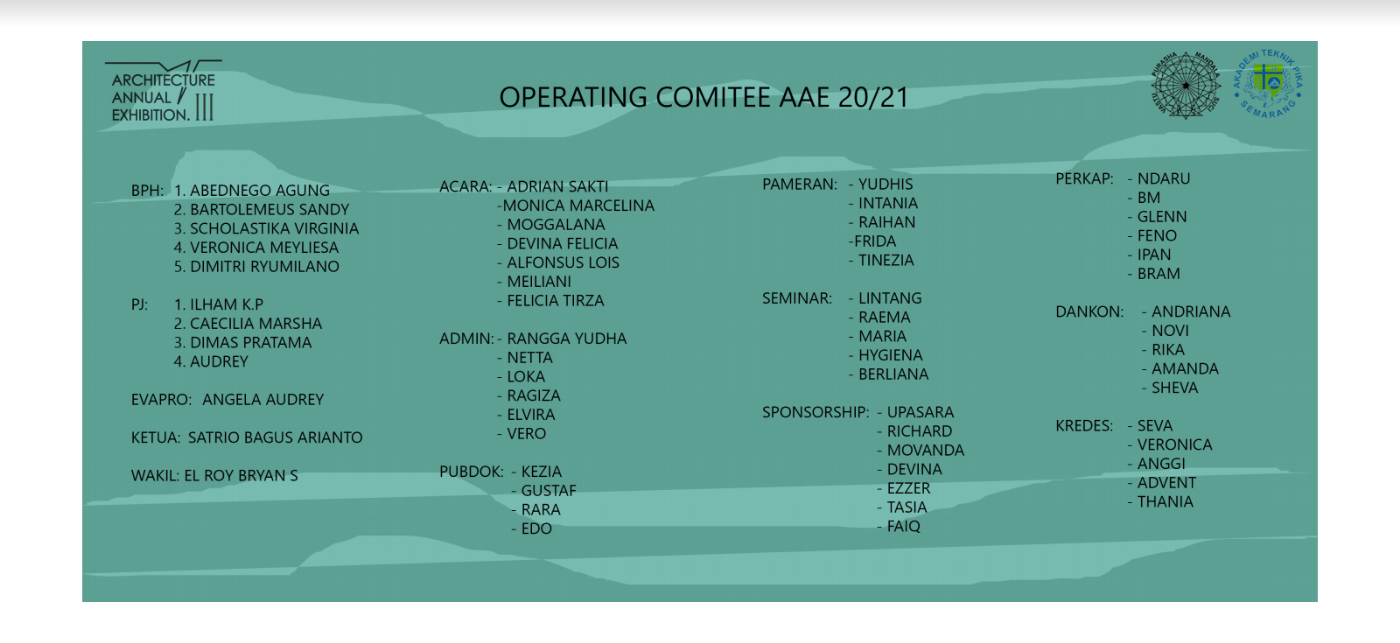 ARCHITECTURE
ANNUAL
EXHIBITION. III
OPERATING COMITEE AAE 20/21
PURASHA MANDALA
VASTU
AKADEMI TEKNIK PIKA
SEMARANG
BPH: 1. ABEDNEGO AGUNG
2. BARTOLEMEUS SANDY
3. SCHOLASTIKA VIRGINIA
4. VERONICA MEYLIESA
5. DIMITRI RYUMILANO
PJ: 1. ILHAM K.P
2. CAECILIA MARSHA
3. DIMAS PRATAMA
4. AUDREY
EVAPRO: ANGELA AUDREY
KETUA: SATRIO BAGUS ARIANTO
WAKIL: EL ROY BRYAN S
ACARA: - ADRIAN SAKTI
-MONICA MARCELINA
- MOGGALANA
- DEVINA FELICIA
- ALFONSUS LOIS
- MEILIANI
- FELICIA TIRZA
ADMIN: - RANGGA YUDHA
- NETTA
- LOKA
- RAGIZA
- ELVIRA
- VERO
PUBDOK: - KEZIA
- GUSTAF
- RARA
- EDO
PAMERAN: - YUDHIS
- INTANIA
- RAIHAN
-FRIDA
- TINEZIA
SEMINAR: - LINTANG
- RAEMA
- MARIA
- HYGIENA
- BERLIANA
SPONSORSHIP: - UPASARA
- RICHARD
- MOVANDA
- DEVINA
- EZZER
- TASIA
- FAIQ
PERKAP: - NDARU
- BM
- GLENN
- FENO
- IPAN
- BRAM
DANKON: - ANDRIANA
- NOVI
- RIKA
- AMANDA
- SHEVA
KREDES: - SEVA
- VERONICA
- ANGGI
- ADVENT
- THANIA